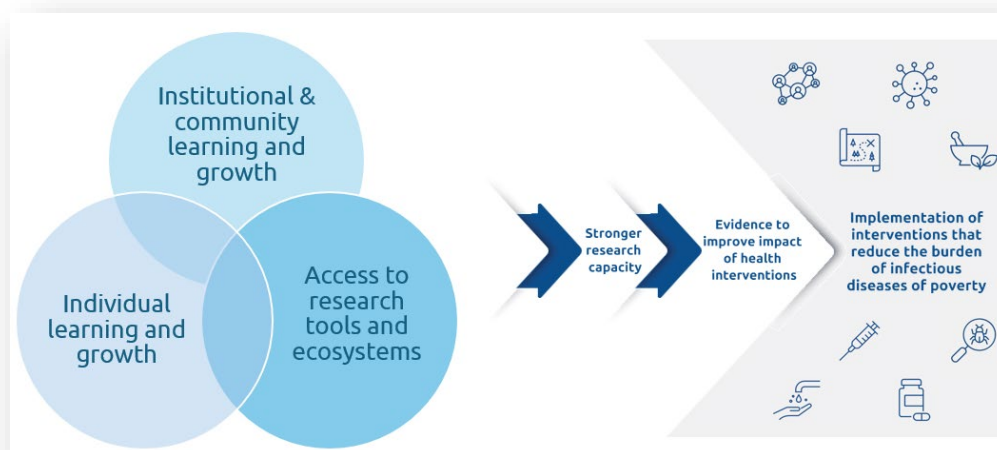 Institutional &
community
learning and
growth
Individual
learning and
growth
Access to
research
tools and
ecosystems
Stronger
research
capacity
Evidence to
improve impact
of health
interventions
Implementation of
interventions that
reduce the burden
of infectious
diseases of poverty